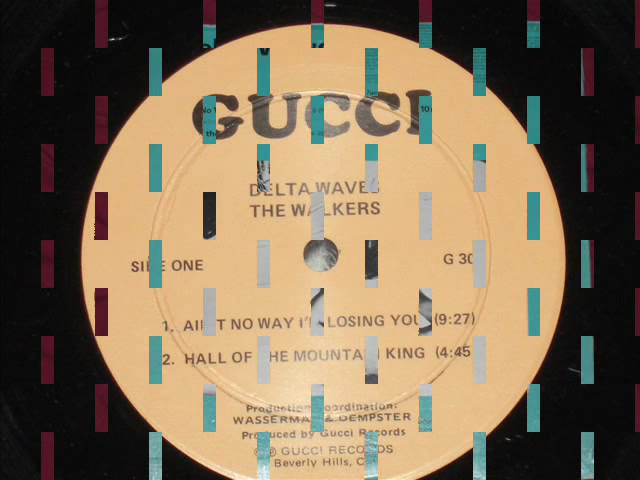 GUCCI
DELTA WAVES
THE WALKERS
SIDE ONE G 30
1. AIN'T NO WAY I'M LOSING YOU (9:27)
2. HALL OF THE MOUNTAIN KING (4:45
Production Coordination:
WASSERMAN & DEMPSTER
Produced by Gucci Records
©℗ GUCCI RECORDS
Beverly Hills,